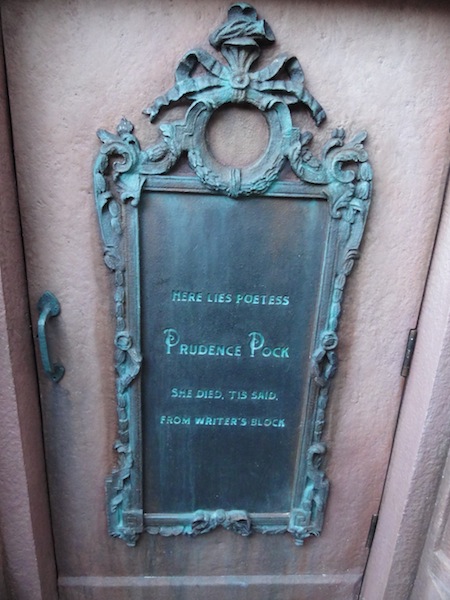 HERE LIES POETESS
PRUDENCE POCK
SHE DIED, 'TIS SAID,
FROM WRITER'S BLOCK